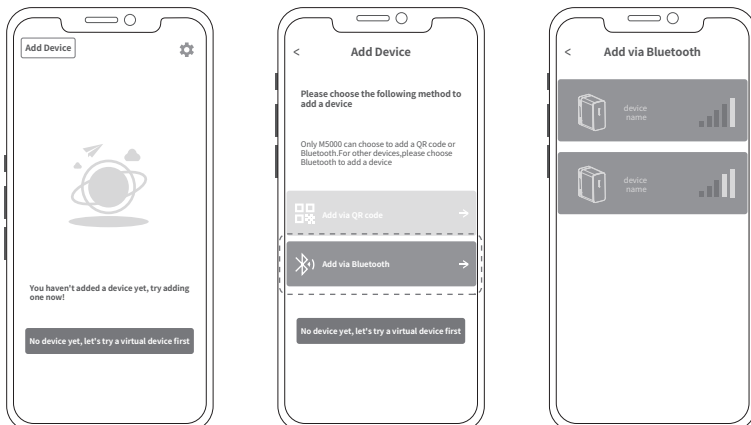 Add Device
You haven't added a device yet, try adding
one now!
No device yet, let's try a virtual device first
<
Add Device
Please choose the following method to
add a device
Only M5000 can choose to add a QR code or
Bluetooth.For other devices,please choose
Bluetooth to add a device
Add via QR code
Add via Bluetooth
No device yet, let's try a virtual device first
<
Add via Bluetooth
device
name
device
name